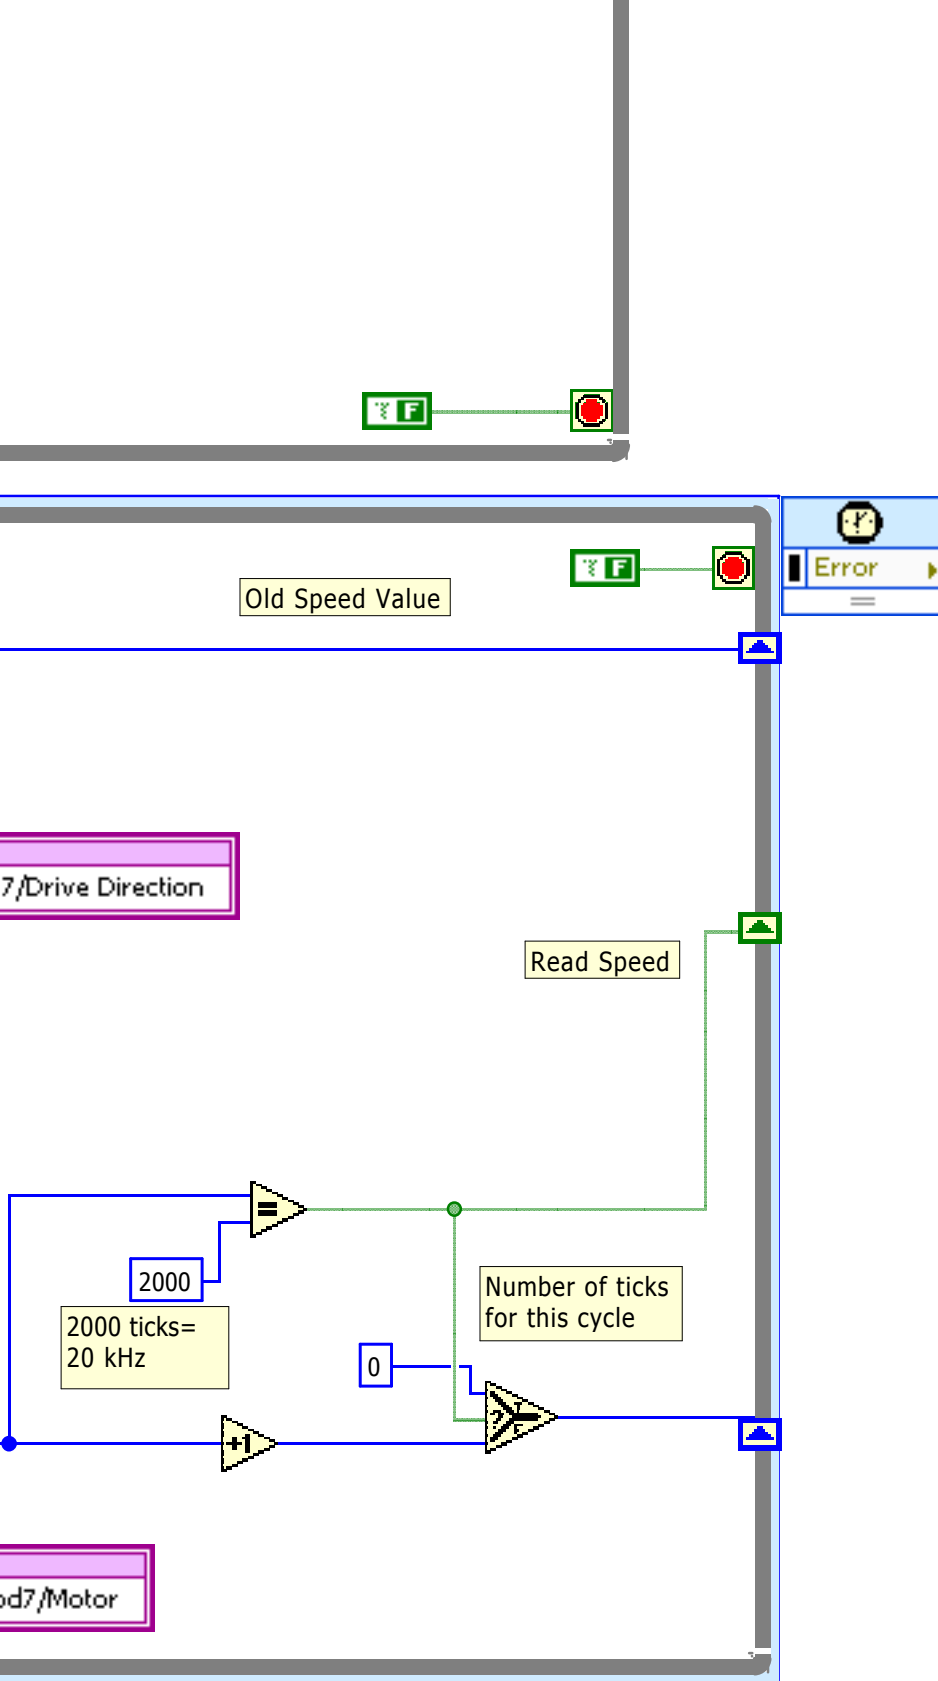 F
F
Error
Old Speed Value
7/Drive Direction
Read Speed
=
2000
Number of ticks
for this cycle
2000 ticks=
20 kHz
0
?
+1
od7/Motor